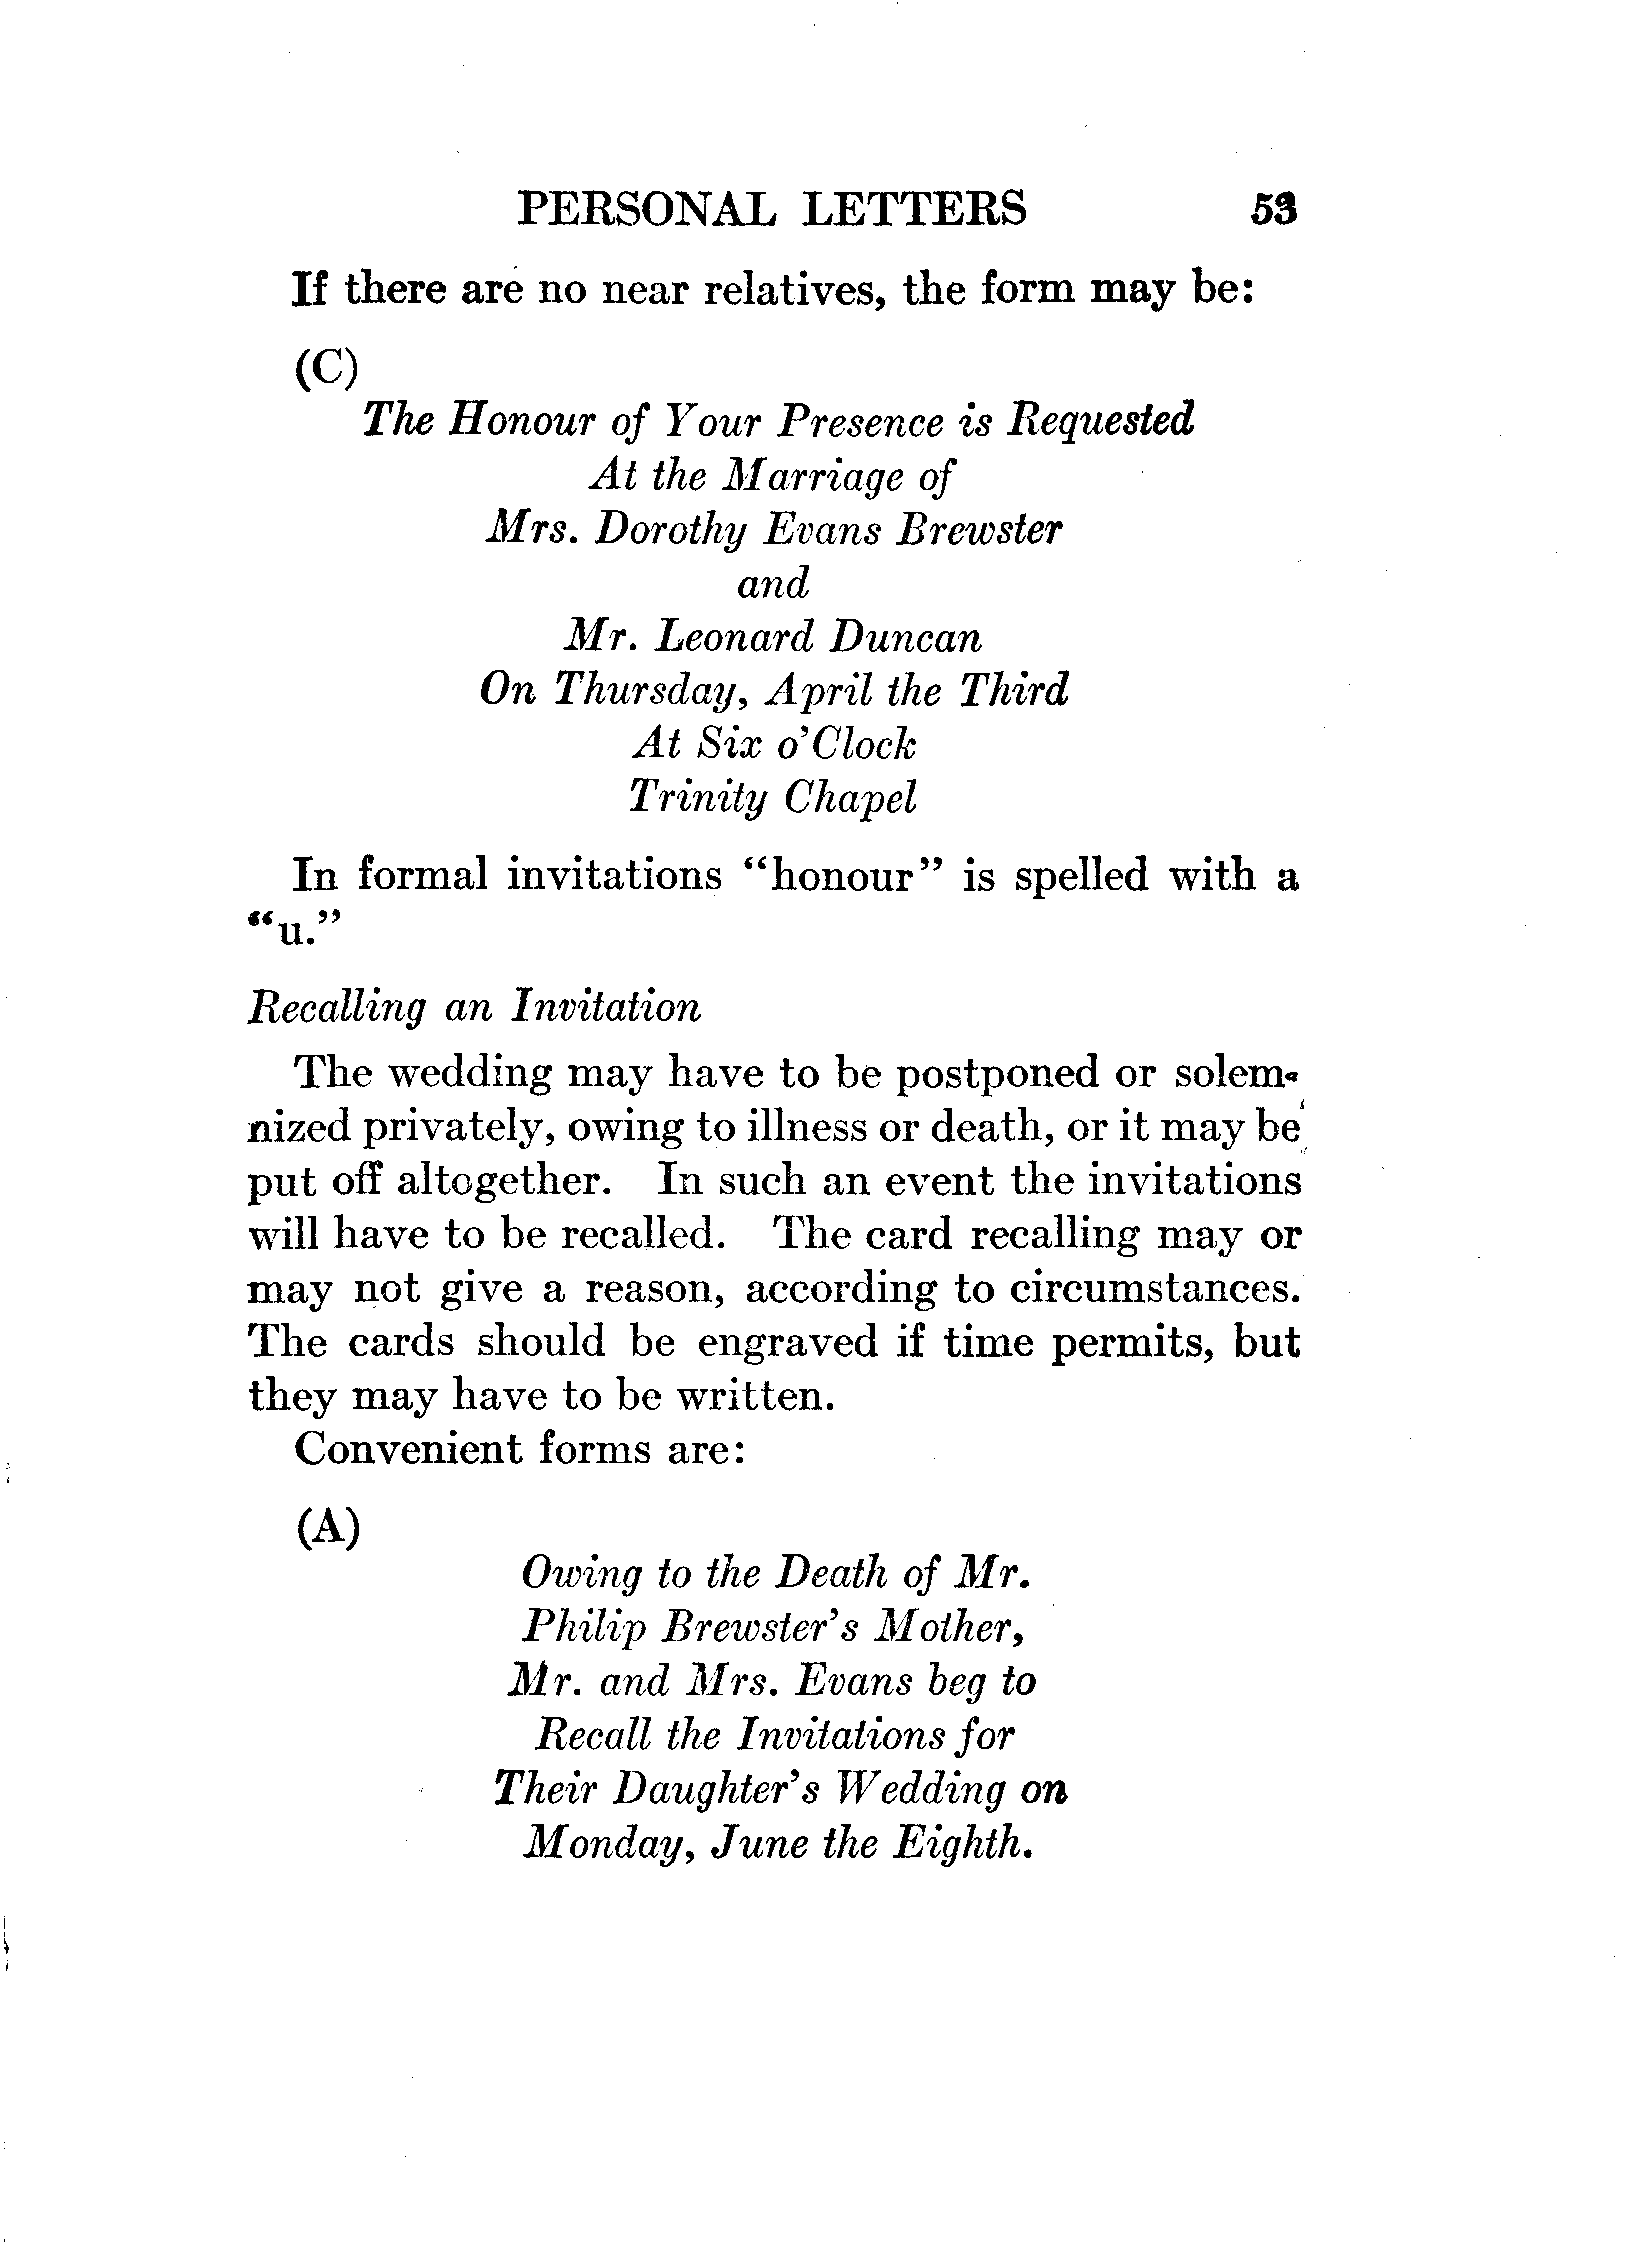 PERSONAL LETTERS 53
If there are no near relatives, the form may be:
(C)
The Honour of Your Presence is Requested
At the Marriage of
Mrs. Dorothy Evans Brewster
and
Mr. Leonard Duncan
On Thursday, April the Third
At Six o'Clock
Trinity Chapel
In formal invitations “honour” is spelled with a
“u.”
Recalling an Invitation
The wedding may have to be postponed or solem-
nized privately, owing to illness or death, or it may be
put off altogether. In such an event the invitations
will have to be recalled. The card recalling may or
may not give a reason, according to circumstances.
The cards should be engraved if time permits, but
they may have to be written.
Convenient forms are:
(A)
Owing to the Death of Mr.
Philip Brewster's Mother,
Mr. and Mrs. Evans beg to
Recall the Invitations for
Their Daughter's Wedding on
Monday, June the Eighth.